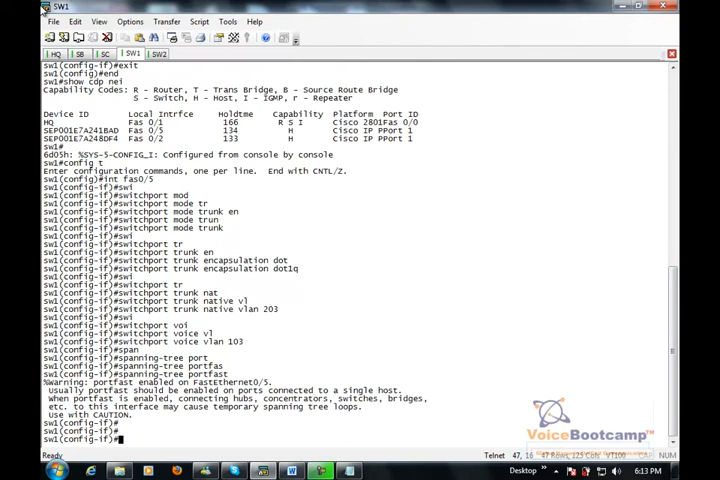 SW1
File Edit View Options Transfer Script Tools Help
HQ SB SC SW1 SW2
sw1(config-if)#exit
sw1(config)#end
sw1#show cdp nei
Capability Codes: R - Router, T - Trans Bridge, B - Source Route Bridge
S - Switch, H - Host, I - IGMP, r - Repeater
Device ID Local Intrfce Holdtme Capability Platform Port ID
HQ Fas 0/1 166 R S I Cisco 2801Fas 0/0
SEP001E7A241BAD Fas 0/5 134 H Cisco IP PPort 1
SEP001E7A248DF4 Fas 0/2 133 H Cisco IP PPort 1
sw1#
6d05h: %SYS-5-CONFIG_I: Configured from console by console
sw1#config t
Enter configuration commands, one per line. End with CNTL/Z.
sw1(config)#int fas0/5
sw1(config-if)#swi
sw1(config-if)#switchport mod
sw1(config-if)#switchport mode tr
sw1(config-if)#switchport mode trunk en
sw1(config-if)#switchport mode trun
sw1(config-if)#switchport mode trunk
sw1(config-if)#swi
sw1(config-if)#switchport tr
sw1(config-if)#switchport trunk en
sw1(config-if)#switchport trunk encapsulation dot
sw1(config-if)#switchport trunk encapsulation dot1q
sw1(config-if)#swi
sw1(config-if)#switchport tr
sw1(config-if)#switchport trunk nat
sw1(config-if)#switchport trunk native vl
sw1(config-if)#switchport trunk native vlan 203
sw1(config-if)#swi
sw1(config-if)#switchport voi
sw1(config-if)#switchport voice vl
sw1(config-if)#switchport voice vlan 103
sw1(config-if)#span
sw1(config-if)#spanning-tree port
sw1(config-if)#spanning-tree portfas
sw1(config-if)#spanning-tree portfast
%Warning: portfast enabled on FastEthernet0/5.
Usually portfast should be enabled on ports connected to a single host.
When portfast is enabled, connecting hubs, concentrators, switches, bridges,
etc. to this interface may cause temporary spanning tree loops.
Use with CAUTION.
sw1(config-if)#
sw1(config-if)#
sw1(config-if)#
VoiceBootcamp
Ready Telnet 47, 16 47 Rows, 125 Cols VT100 CAP NUM
Desktop 6:13 PM